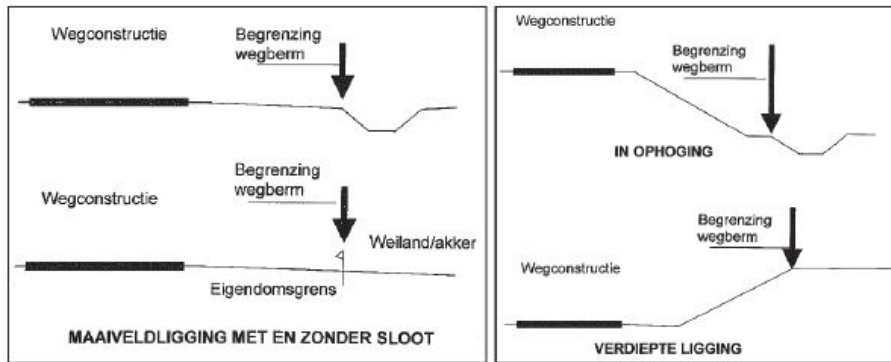 Wegconstructie
Begrenzing
wegberm
Wegconstructie
Begrenzing
wegberm
Weiland/akker
Eigendomsgrens
MAAIVELDLIGGING MET EN ZONDER SLOOT
Wegconstructie
Begrenzing
wegberm
IN OPHOGING
Begrenzing
wegberm
Wegconstructie
VERDIEPTE LIGGING